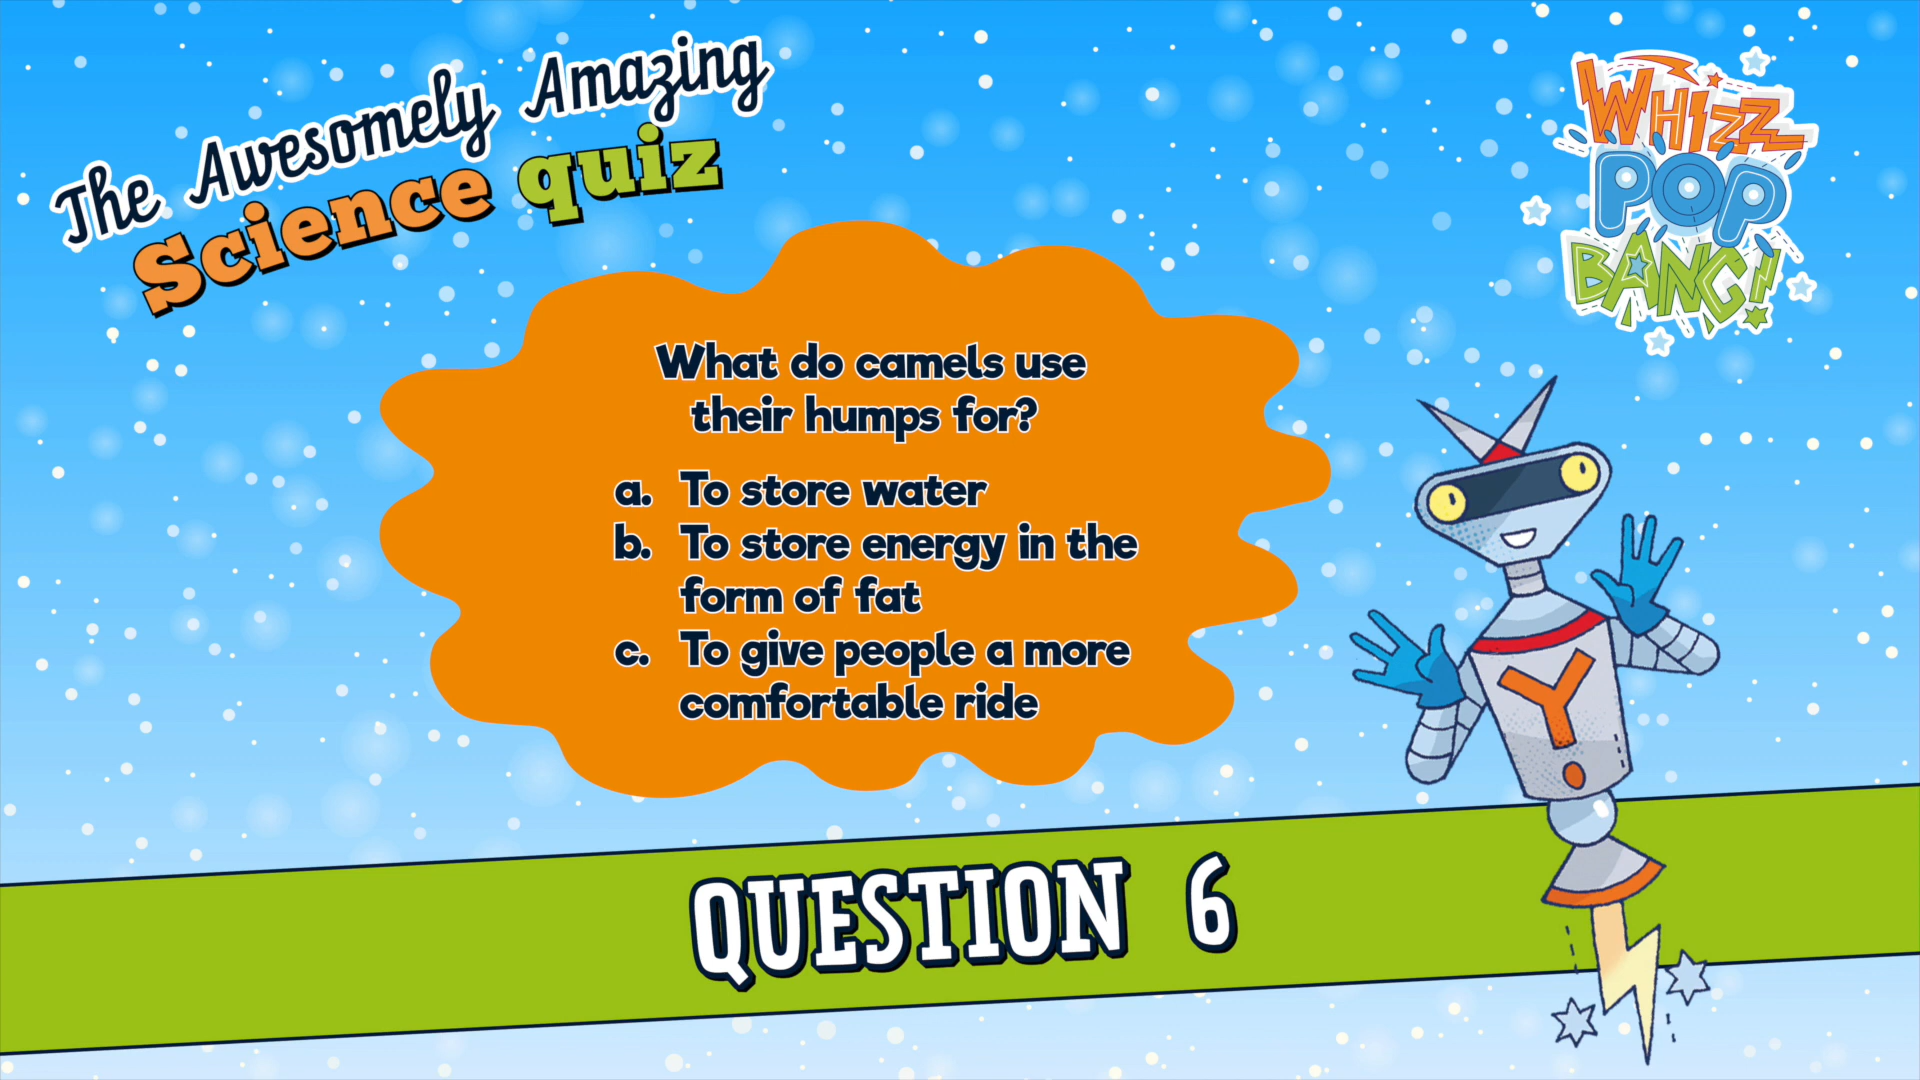 The Awesomely Amazing
Science quiz
WHIZZ
POP
BANG!
What do camels use
their humps for?
a. To store water
b. To store energy in the
form of fat
c. To give people a more
comfortable ride
Y
QUESTION 6